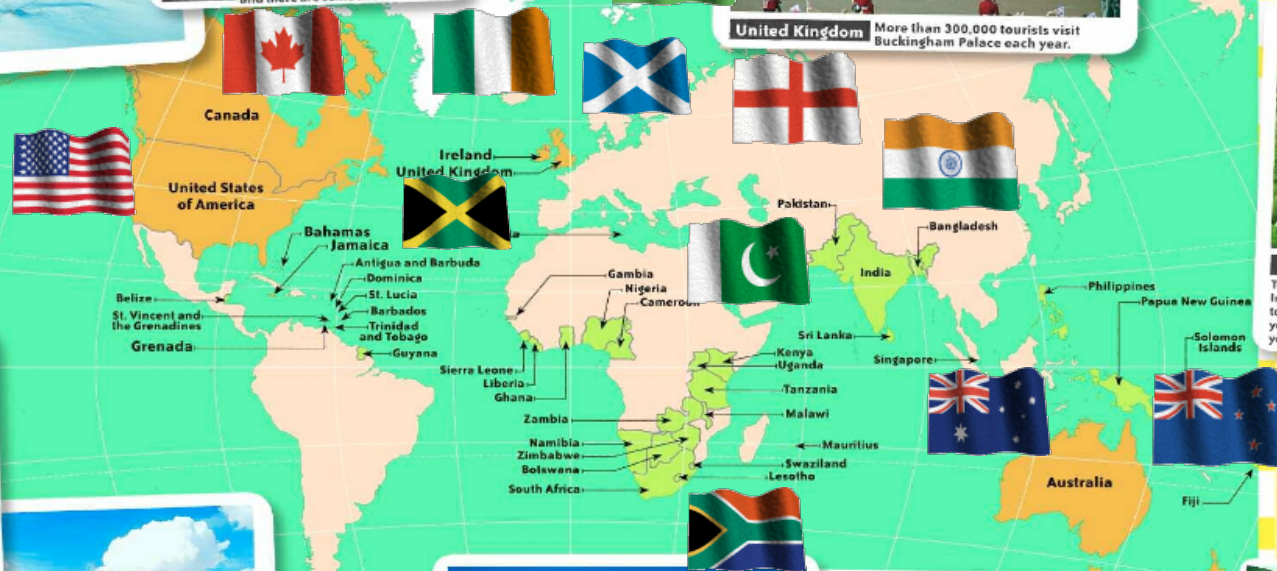 United Kingdom More than 300,000 tourists visit
Buckingham Palace each year.
Canada
Ireland
United Kingdom
United States
of America
Pakistan
Bahamas
Jamaica
Bangladesh
Antigua and Barbuda
Dominica
India
Gambia
Nigeria
Cameroon
Belize
St. Lucia
Philippines
Papua New Guinea
St. Vincent and
the Grenadines
Barbados
Trinidad
and Tobago
Grenada
Guyana
Sri Lanka
Solomon
Islands
Singapore
Kenya
Uganda
Sierra Leone
Liberia
Ghana
Tanzania
Zambia
Malawi
Namibia
Mauritius
Zimbabwe
Botswana
Swaziland
Lesotho
South Africa
Australia
Fiji